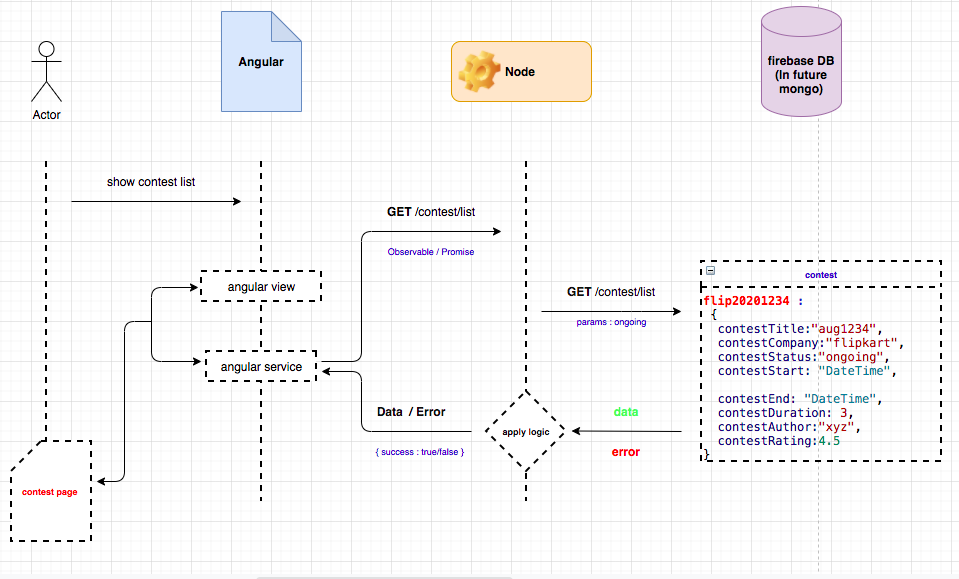 Actor
Angular
Node
firebase DB
(In future
mongo)
show contest list
GET /contest/list
Observable / Promise
angular view
GET /contest/list
params : ongoing
angular service
Data / Error
{ success : true/false }
apply logic
data
error
contest page
contest
flip20201234 :
{
contestTitle:"aug1234",
contestCompany:"flipkart",
contestStatus:"ongoing",
contestStart: "DateTime",
contestEnd: "DateTime",
contestDuration: 3,
contestAuthor:"xyz",
contestRating:4.5
}